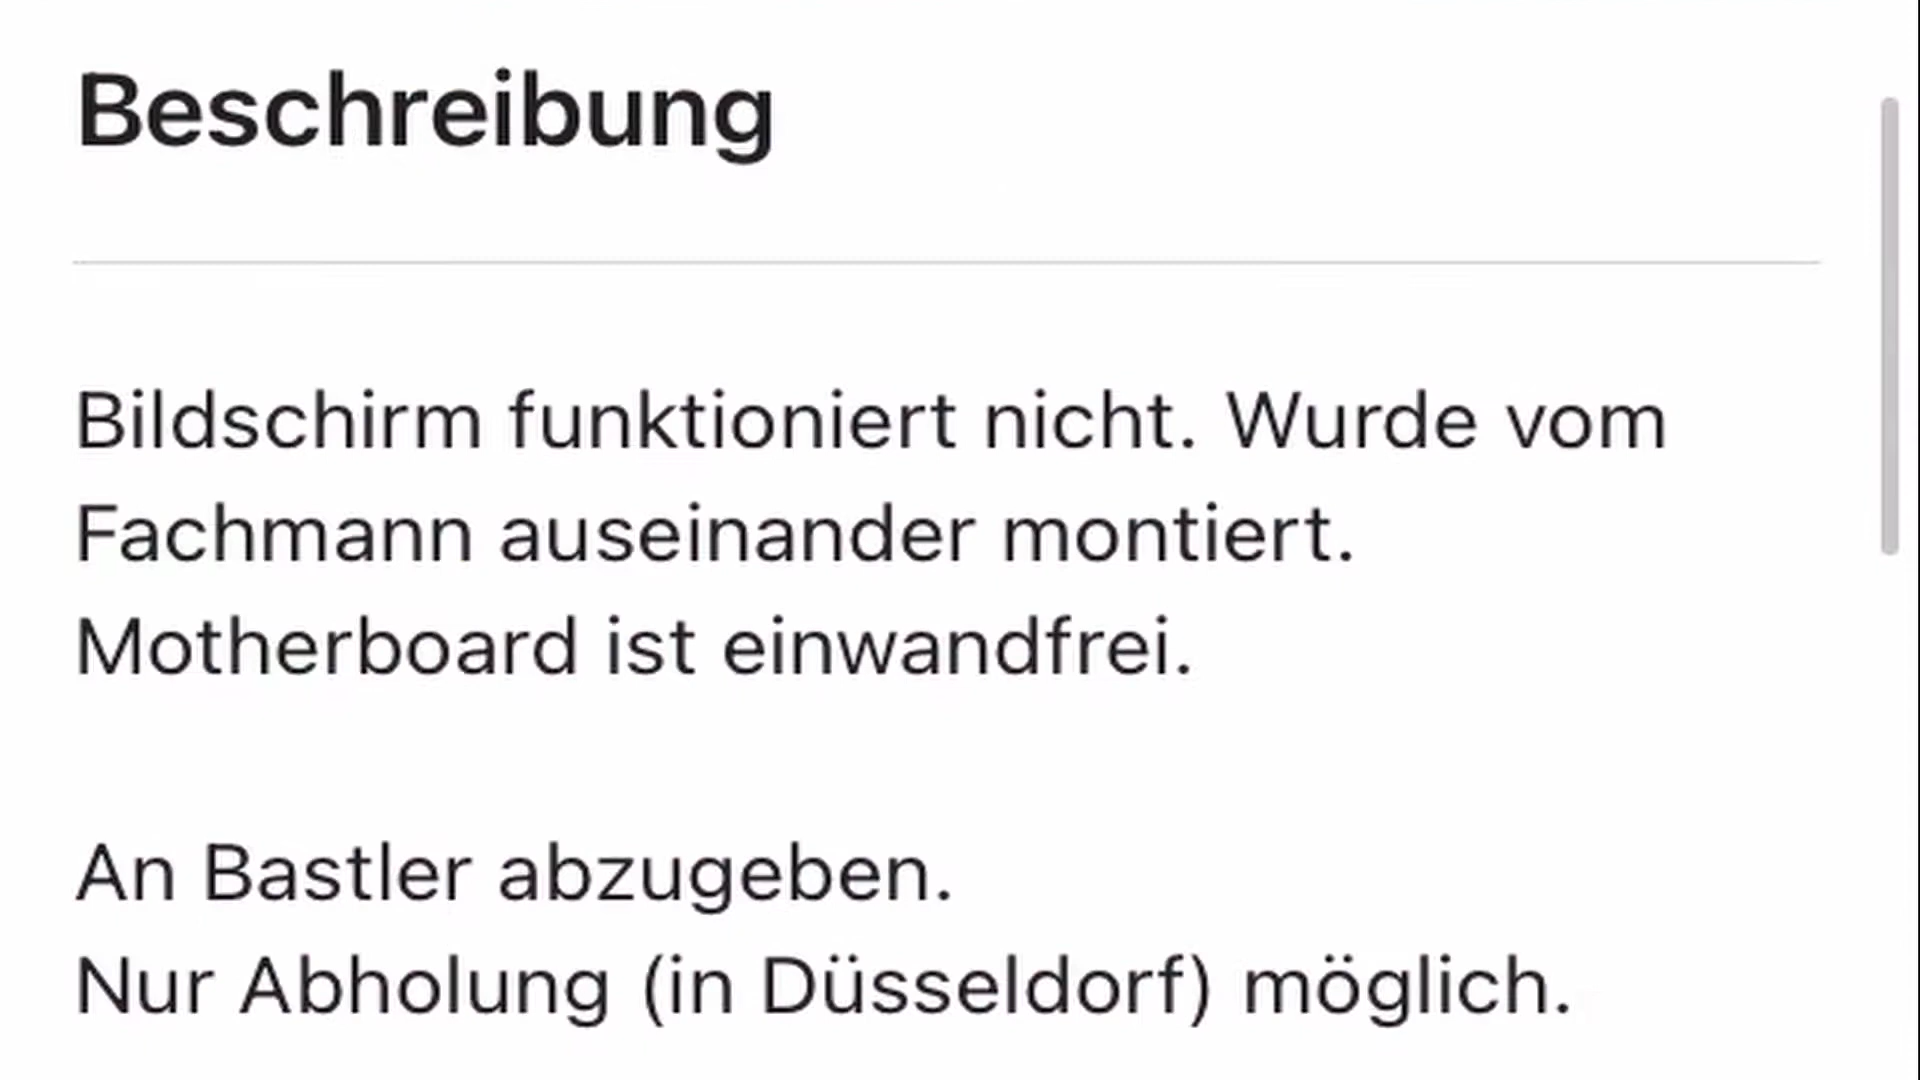 Beschreibung
Bildschirm funktioniert nicht. Wurde vom
Fachmann auseinander montiert.
Motherboard ist einwandfrei.
An Bastler abzugeben.
Nur Abholung (in Düsseldorf) möglich.